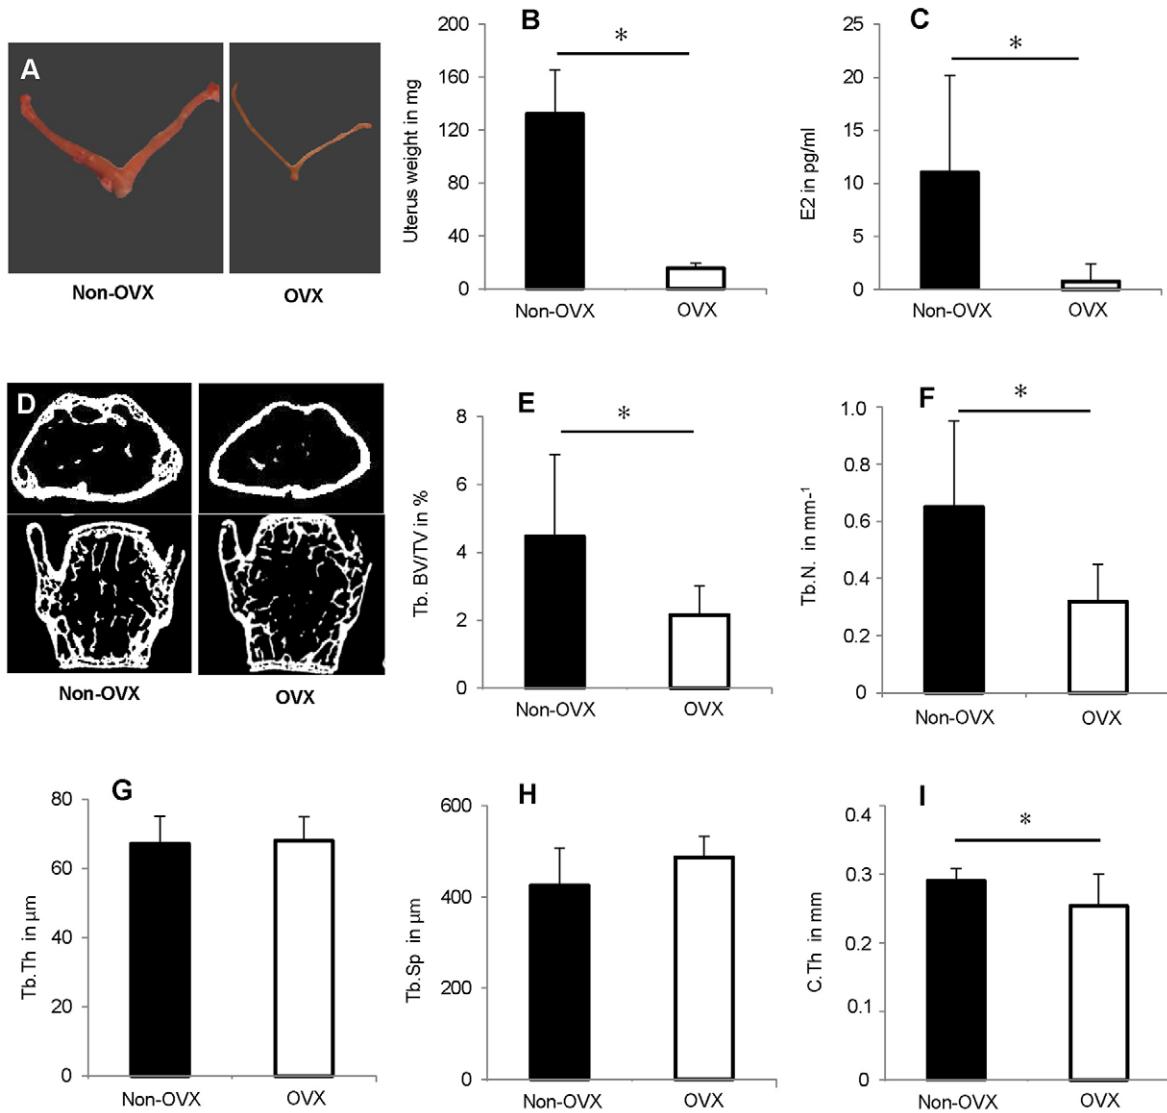 A
Non-OVX
OVX
B
Uterus weight in mg
200
160
120
80
40
0
*
Non-OVX
OVX
C
E2 in pg/ml
25
20
15
10
5
0
*
Non-OVX
OVX
D
Non-OVX
OVX
E
Tb. BV/TV in %
8
6
4
2
0
*
Non-OVX
OVX
F
Tb.N. in mm-¹
1.0
0.8
0.6
0.4
0.2
0
*
Non-OVX
OVX
G
Tb.Th in µm
80
60
40
20
0
Non-OVX
OVX
H
Tb.Sp in µm
600
400
200
0
Non-OVX
OVX
I
C.Th in mm
0.4
0.3
0.2
0.1
0
*
Non-OVX
OVX